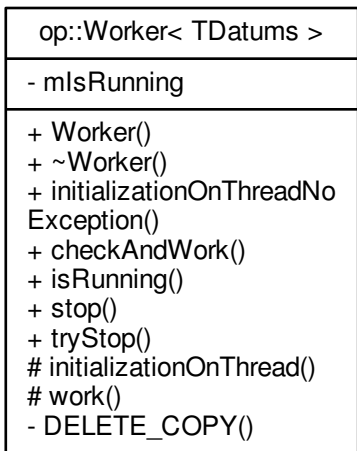 op::Worker< TDatums >
- mIsRunning
+ Worker()
+ ~Worker()
+ initializationOnThreadNo
Exception()
+ checkAndWork()
+ isRunning()
+ stop()
+ tryStop()
# initializationOnThread()
# work()
- DELETE_COPY()